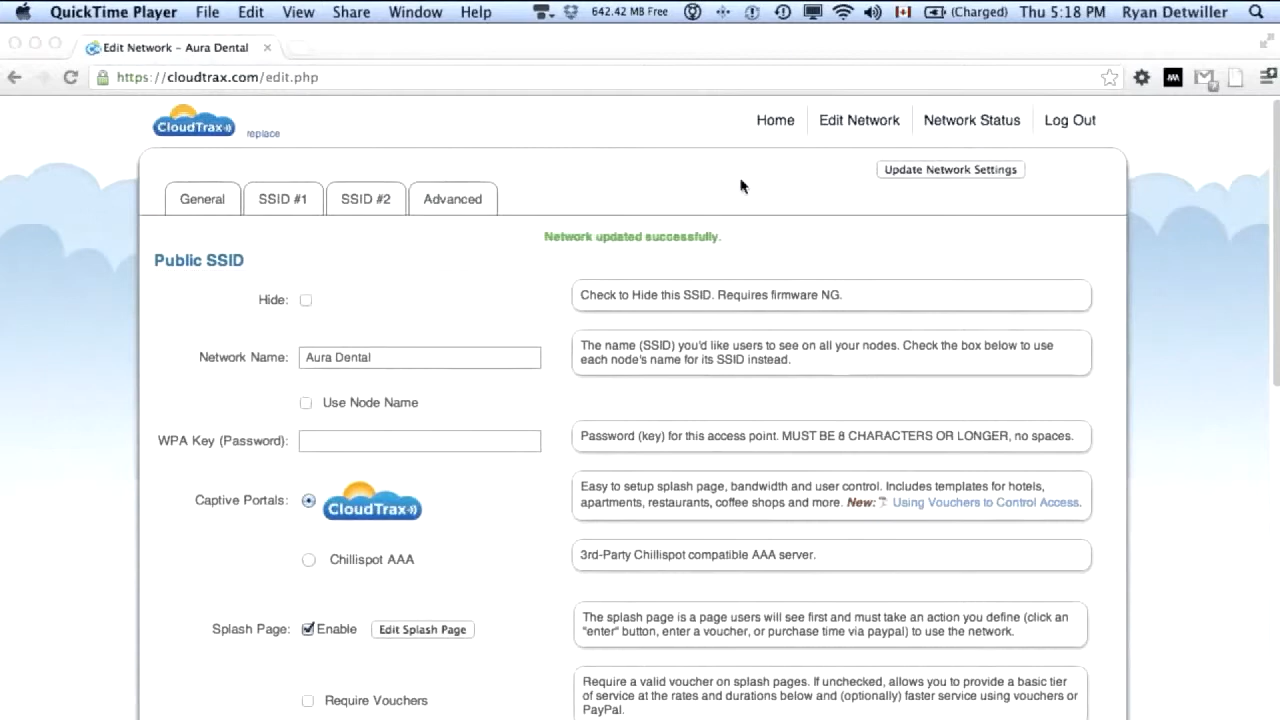 QuickTime Player File Edit View Share Window Help 642.42 MB Free (Charged) Thu 5:18 PM Ryan Detwiller
Edit Network – Aura Dental
https://cloudtrax.com/edit.php
CloudTrax replace
Home Edit Network Network Status Log Out
Update Network Settings
General SSID #1 SSID #2 Advanced
Network updated successfully.
Public SSID
Hide: Check to Hide this SSID. Requires firmware NG.
Network Name: Aura Dental
The name (SSID) you'd like users to see on all your nodes. Check the box below to use
each node's name for its SSID instead.
Use Node Name
WPA Key (Password): Password (key) for this access point. MUST BE 8 CHARACTERS OR LONGER, no spaces.
Captive Portals: CloudTrax
Easy to setup splash page, bandwidth and user control. Includes templates for hotels,
apartments, restaurants, coffee shops and more. New: Using Vouchers to Control Access.
Chillispot AAA 3rd-Party Chillispot compatible AAA server.
Splash Page: Enable Edit Splash Page
The splash page is a page users will see first and must take an action you define (click an
"enter" button, enter a voucher, or purchase time via paypal) to use the network.
Require Vouchers
Require a valid voucher on splash pages. If unchecked, allows you to provide a basic tier
of service at the rates and durations below and (optionally) faster service using vouchers or
PayPal.